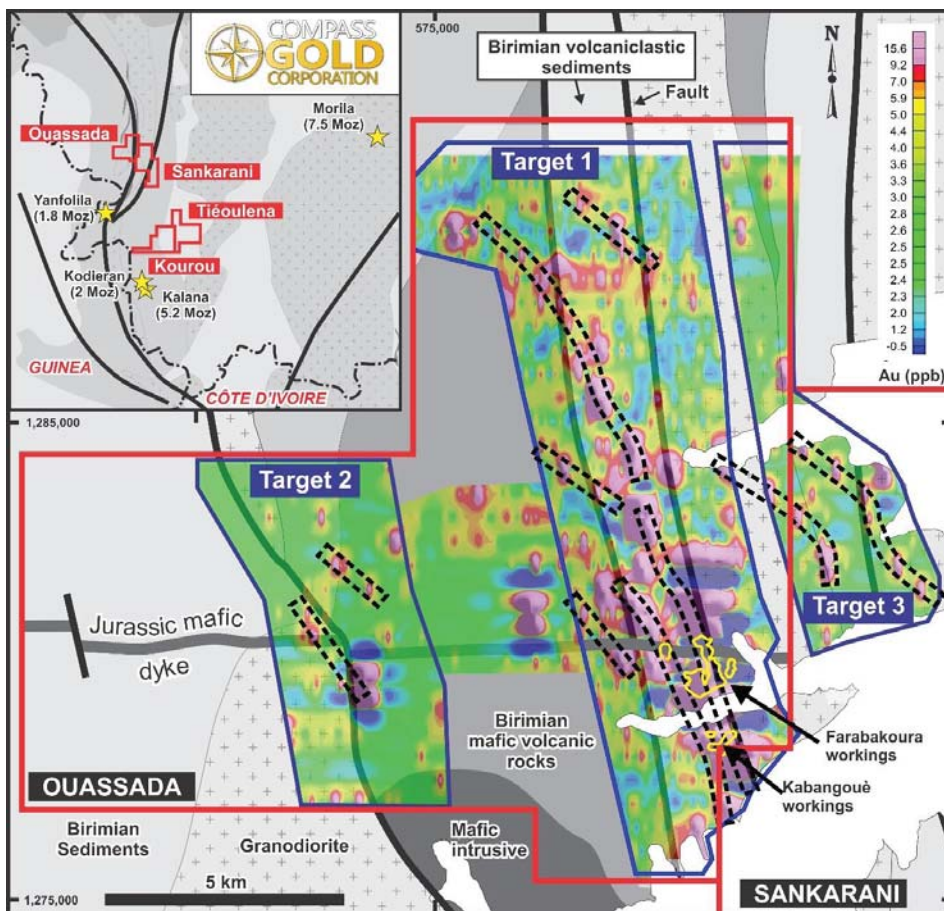 COMPASS
GOLD
CORPORATION
Morila
(7.5 Moz)
Ouassada
Sankarani
Yanfolila
(1.8 Moz)
Tiéoulena
Kourou
Kodieran
(2 Moz)
Kalana
(5.2 Moz)
GUINEA
CÔTE D'IVOIRE
575,000
Birimian volcaniclastic
sediments
Fault
N
15.6
9.2
7.0
5.9
5.0
4.4
4.0
3.5
3.3
3.0
2.8
2.6
2.5
2.4
2.3
2.0
1.2
-0.5
Au (ppb)
Target 1
1,285,000
Target 2
Target 3
Jurassic mafic
dyke
Birimian
mafic volcanic
rocks
Farabakoura
workings
Kabangouè
workings
OUASSADA
Birimian
Sediments
Granodiorite
Mafic
intrusive
5 km
1,275,000
SANKARANI